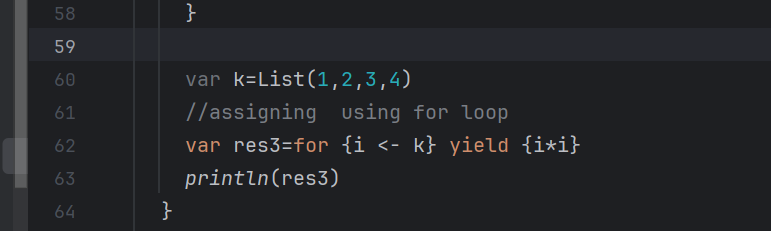 58 }
59
60 var k=List(1,2,3,4)
61 //assigning  using for loop
62 var res3=for {i <- k} yield {i*i}
63 println(res3)
64 }